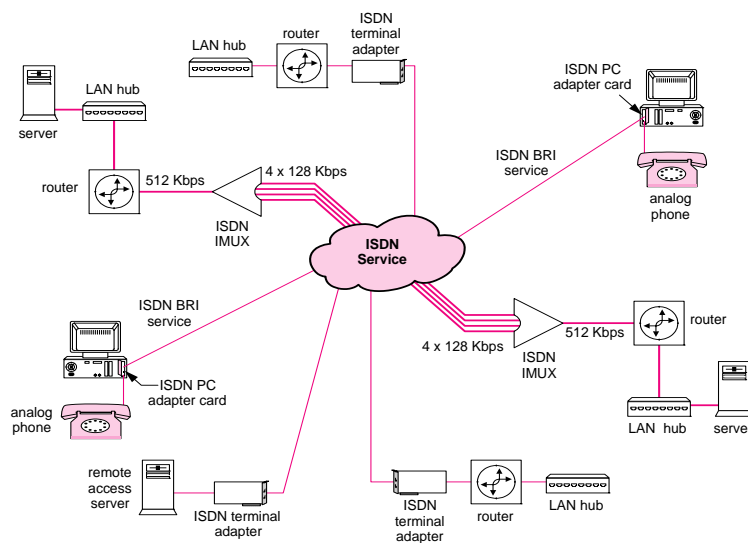 LAN hub
router
ISDN
terminal
adapter
ISDN PC
adapter card
LAN hub
server
router
512 Kbps
4 x 128 Kbps
ISDN
IMUX
ISDN BRI
service
analog
phone
ISDN
Service
ISDN BRI
service
4 x 128 Kbps
ISDN
IMUX
512 Kbps
router
LAN hub
server
ISDN PC
adapter card
analog
phone
remote
access
server
ISDN terminal
adapter
ISDN
terminal
adapter
router
LAN hub